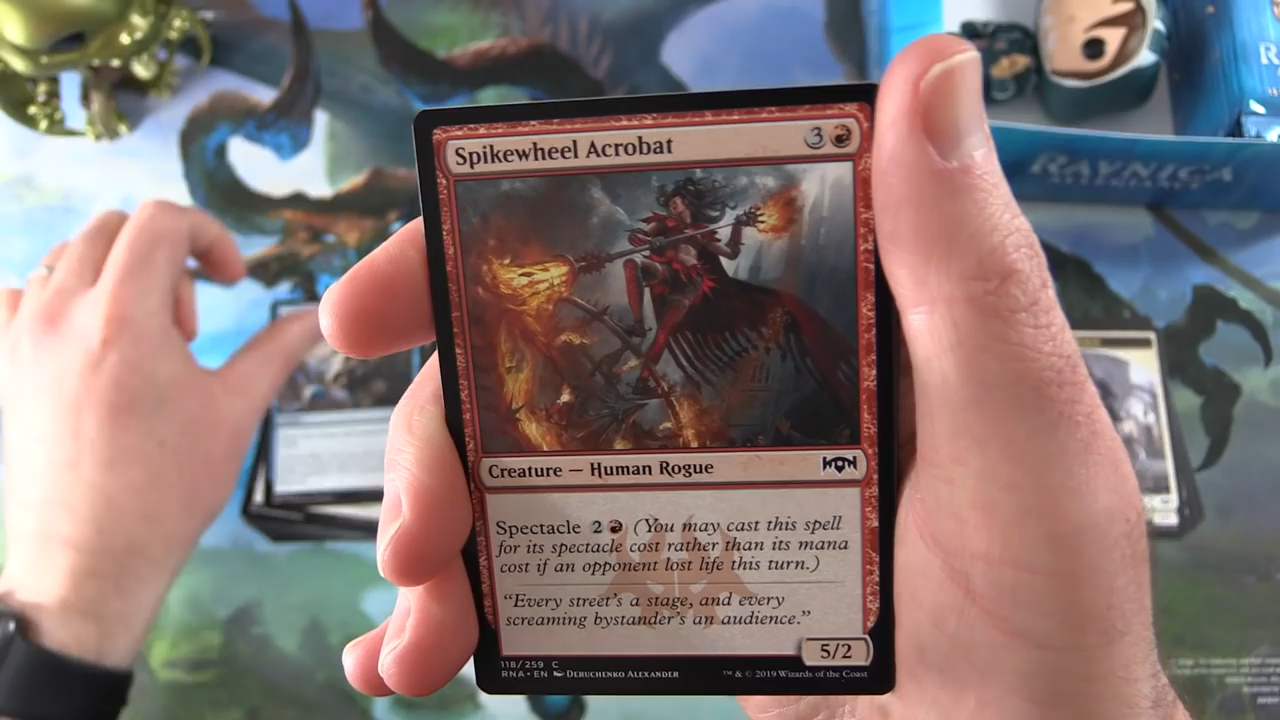 Spikewheel Acrobat 3
RAVNICA
ALLEGIANCE
Creature — Human Rogue
Spectacle 2 (You may cast this spell
for its spectacle cost rather than its mana
cost if an opponent lost life this turn.)
“Every street's a stage, and every
screaming bystander's an audience.”
5/2
118/259 C
RNA • EN Deruchenko Alexander
™ & © 2019 Wizards of the Coast